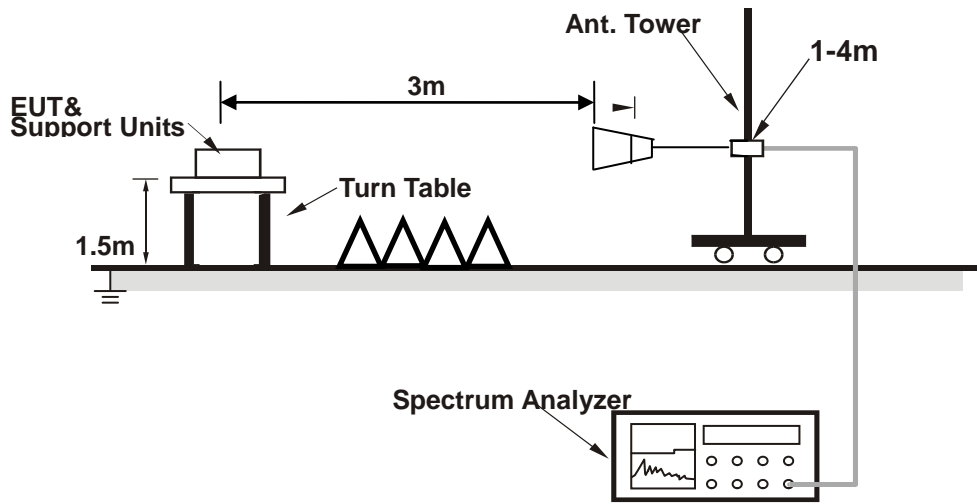 Ant. Tower
1-4m
3m
EUT&
Support Units
Turn Table
1.5m
Spectrum Analyzer